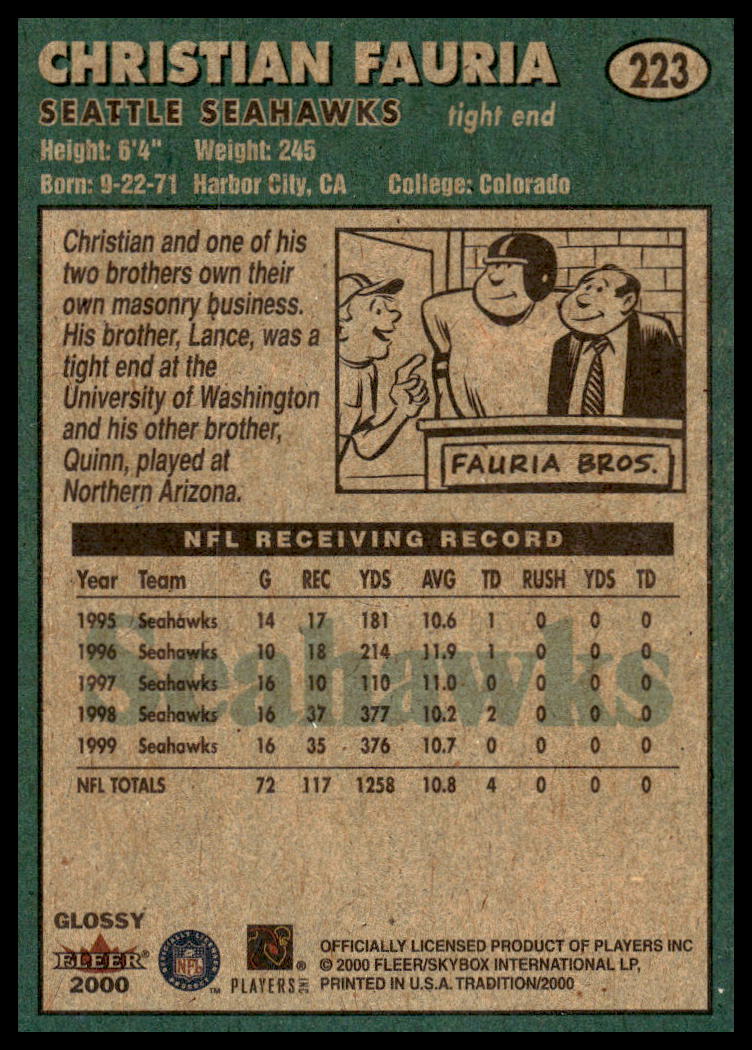 CHRISTIAN FAURIA
223
SEATTLE SEAHAWKS tight end
Height: 6'4" Weight: 245
Born: 9-22-71 Harbor City, CA College: Colorado
Christian and one of his
two brothers own their
own masonry business.
His brother, Lance, was a
tight end at the
University of Washington
and his other brother,
Quinn, played at
Northern Arizona.
FAURIA BROS.
NFL RECEIVING RECORD
Year Team G REC YDS AVG TD RUSH YDS TD
1995 Seahawks 14 17 181 10.6 1 0 0 0
1996 Seahawks 10 18 214 11.9 1 0 0 0
1997 Seahawks 16 10 110 11.0 0 0 0 0
1998 Seahawks 16 37 377 10.2 2 0 0 0
1999 Seahawks 16 35 376 10.7 0 0 0 0
NFL TOTALS 72 117 1258 10.8 4 0 0 0
Seahawks
GLOSSY
FLEER®
2000
NFL
™
PLAYERS INC
®
OFFICIALLY LICENSED PRODUCT OF PLAYERS INC
© 2000 FLEER/SKYBOX INTERNATIONAL LP,
PRINTED IN U.S.A. TRADITION/2000